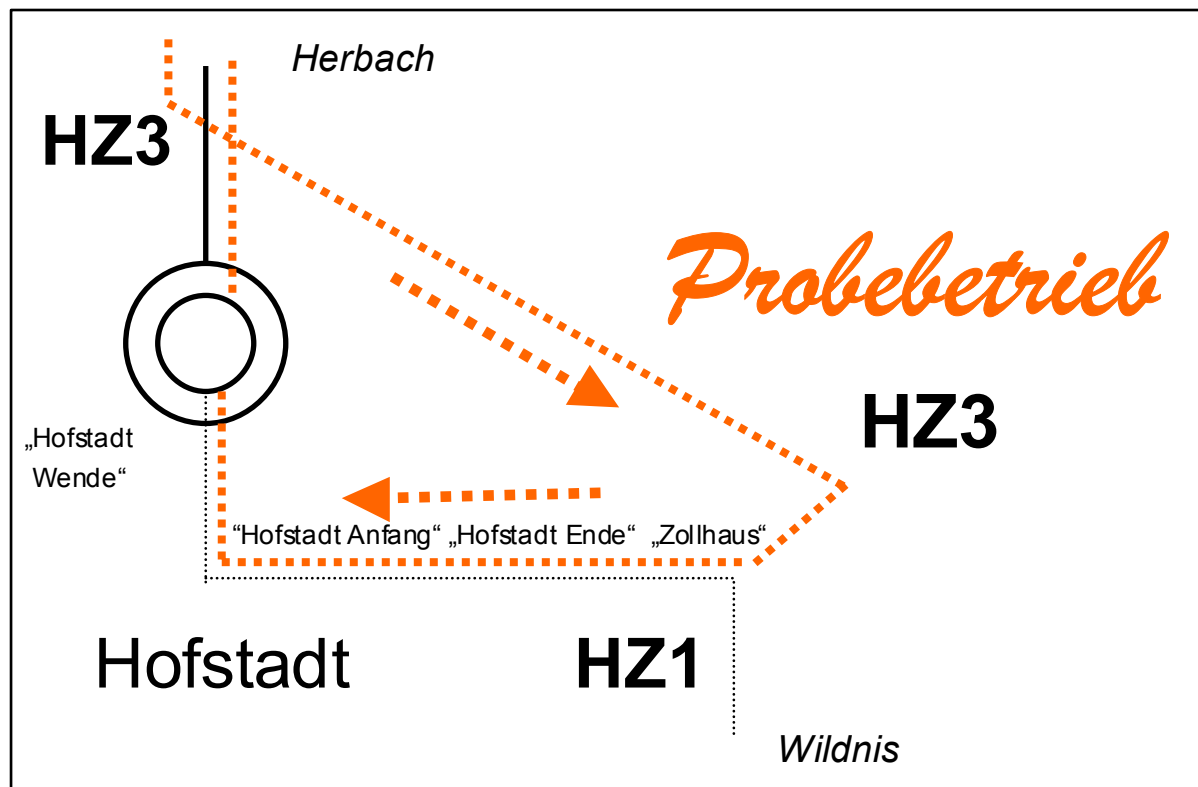 Herbach
HZ3
Probebetrieb
HZ3
„Hofstadt
Wende“
“Hofstadt Anfang“ „Hofstadt Ende“ „Zollhaus“
Hofstadt
HZ1
Wildnis